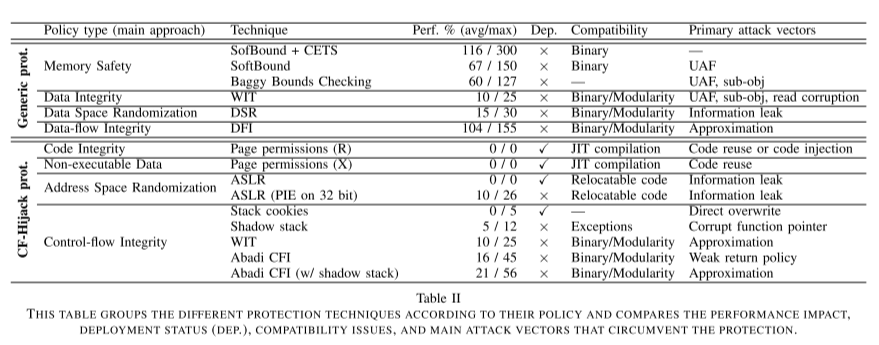 Policy type (main approach) Technique Perf. % (avg/max) Dep. Compatibility Primary attack vectors
Generic prot.
SofBound + CETS 116 / 300 × Binary —
Memory Safety SoftBound 67 / 150 × Binary UAF
Baggy Bounds Checking 60 / 127 × — UAF, sub-obj
Data Integrity WIT 10 / 25 × Binary/Modularity UAF, sub-obj, read corruption
Data Space Randomization DSR 15 / 30 × Binary/Modularity Information leak
Data-flow Integrity DFI 104 / 155 × Binary/Modularity Approximation
CF-Hijack prot.
Code Integrity Page permissions (R) 0 / 0 ✓ JIT compilation Code reuse or code injection
Non-executable Data Page permissions (X) 0 / 0 ✓ JIT compilation Code reuse
Address Space Randomization ASLR 0 / 0 ✓ Relocatable code Information leak
ASLR (PIE on 32 bit) 10 / 26 × Relocatable code Information leak
Control-flow Integrity Stack cookies 0 / 5 ✓ — Direct overwrite
Shadow stack 5 / 12 × Exceptions Corrupt function pointer
WIT 10 / 25 × Binary/Modularity Approximation
Abadi CFI 16 / 45 × Binary/Modularity Weak return policy
Abadi CFI (w/ shadow stack) 21 / 56 × Binary/Modularity Approximation
Table II
THIS TABLE GROUPS THE DIFFERENT PROTECTION TECHNIQUES ACCORDING TO THEIR POLICY AND COMPARES THE PERFORMANCE IMPACT,
DEPLOYMENT STATUS (DEP.), COMPATIBILITY ISSUES, AND MAIN ATTACK VECTORS THAT CIRCUMVENT THE PROTECTION.